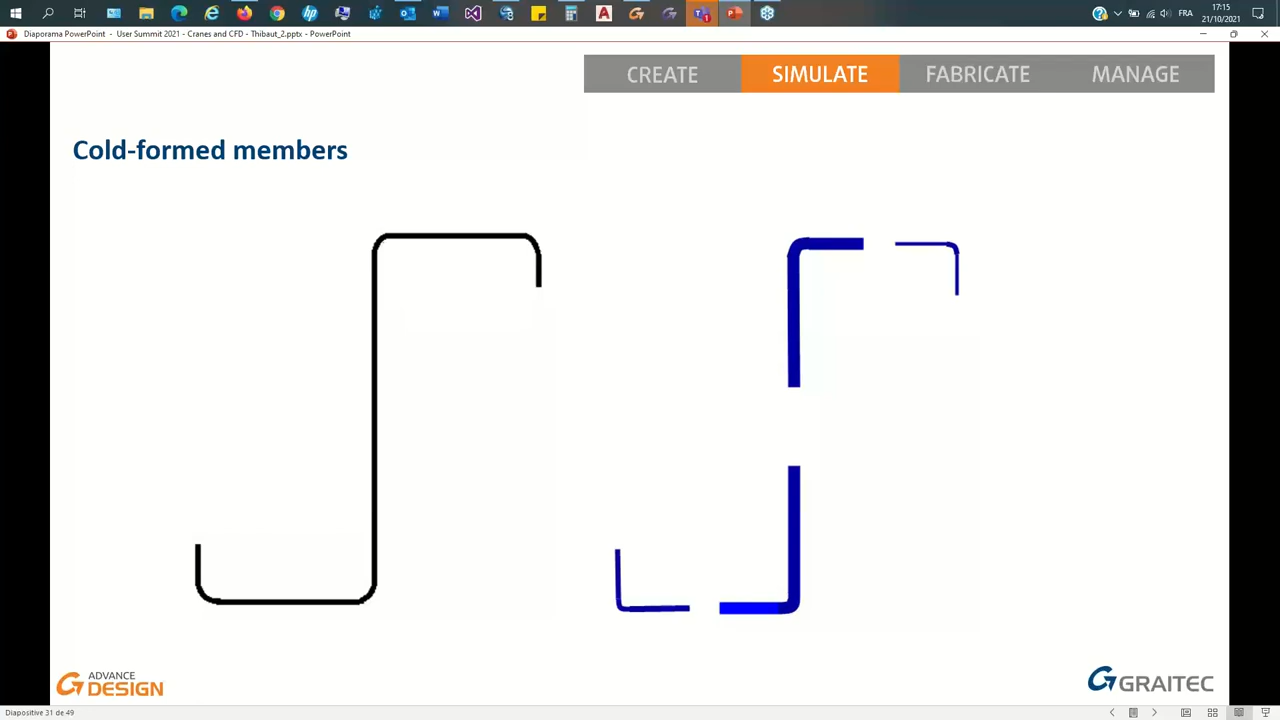 17:15
FRA
21/10/2021
Diaporama PowerPoint - User Summit 2021 - Cranes and CFD - Thibaut_2.pptx - PowerPoint
CREATE SIMULATE FABRICATE MANAGE
Cold-formed members
ADVANCE
DESIGN
GRAITEC
Diapositive 31 de 49